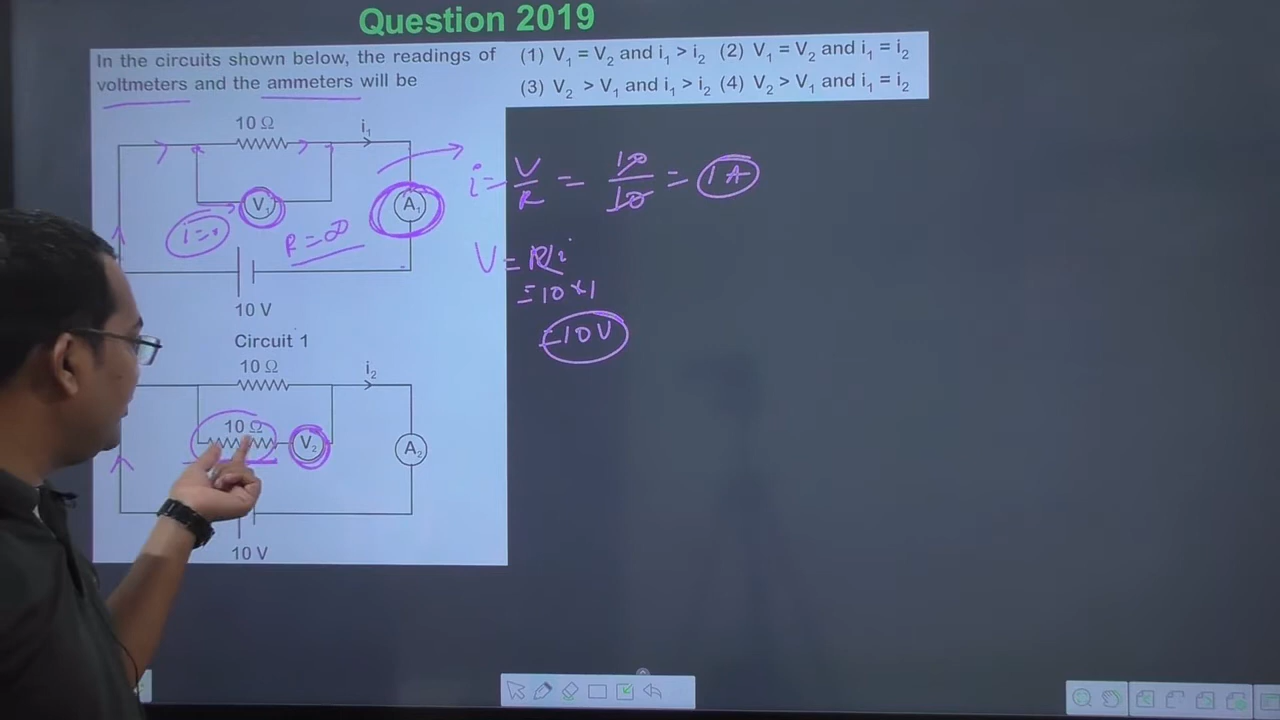 Question 2019
In the circuits shown below, the readings of
voltmeters and the ammeters will be
(1) V₁ = V₂ and i₁ > i₂ (2) V₁ = V₂ and i₁ = i₂
(3) V₂ > V₁ and i₁ > i₂ (4) V₂ > V₁ and i₁ = i₂
10 Ω
i₁
V₁
A₁
i=0
R=∞
10 V
Circuit 1
i = V/R = 10/10 = 1 A
V = Ri
= 10 × 1
= 10 V
10 Ω
i₂
10 Ω
V₂
A₂
10 V